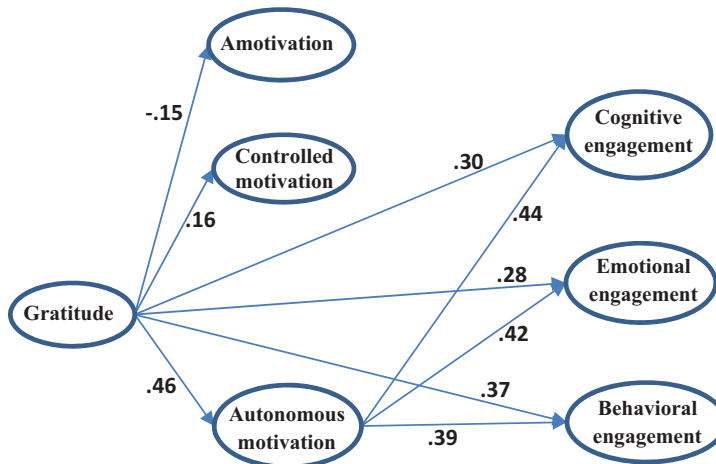 Amotivation
-.15
Cognitive
engagement
Controlled
motivation
.30
.44
.16
Emotional
engagement
.28
Gratitude
.42
.46
.37
Autonomous
motivation
.39
Behavioral
engagement